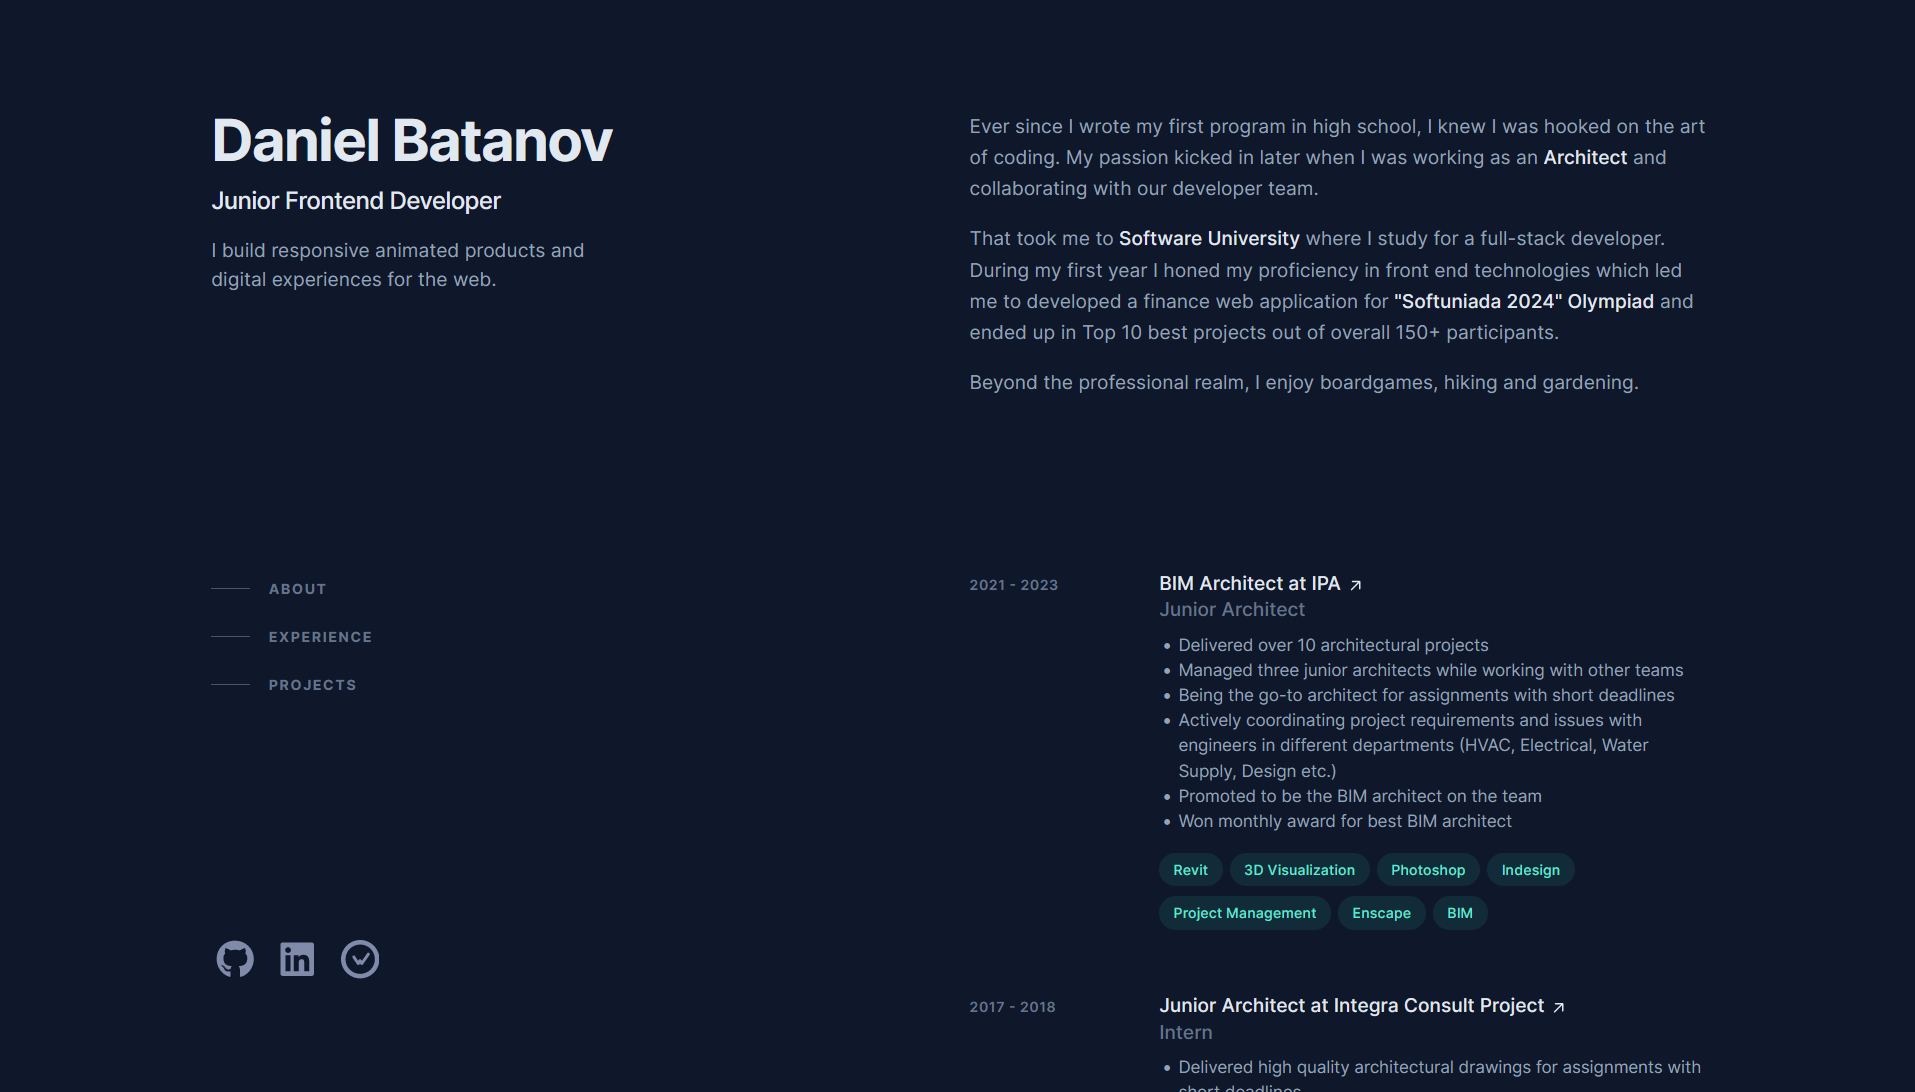 Daniel Batanov
Junior Frontend Developer
I build responsive animated products and
digital experiences for the web.
ABOUT
EXPERIENCE
PROJECTS
Ever since I wrote my first program in high school, I knew I was hooked on the art
of coding. My passion kicked in later when I was working as an Architect and
collaborating with our developer team.
That took me to Software University where I study for a full-stack developer.
During my first year I honed my proficiency in front end technologies which led
me to developed a finance web application for "Softuniada 2024" Olympiad and
ended up in Top 10 best projects out of overall 150+ participants.
Beyond the professional realm, I enjoy boardgames, hiking and gardening.
2021 - 2023
BIM Architect at IPA
Junior Architect
Delivered over 10 architectural projects
Managed three junior architects while working with other teams
Being the go-to architect for assignments with short deadlines
Actively coordinating project requirements and issues with
engineers in different departments (HVAC, Electrical, Water
Supply, Design etc.)
Promoted to be the BIM architect on the team
Won monthly award for best BIM architect
Revit 3D Visualization Photoshop Indesign
Project Management Enscape BIM
2017 - 2018
Junior Architect at Integra Consult Project
Intern
Delivered high quality architectural drawings for assignments with
short deadlines